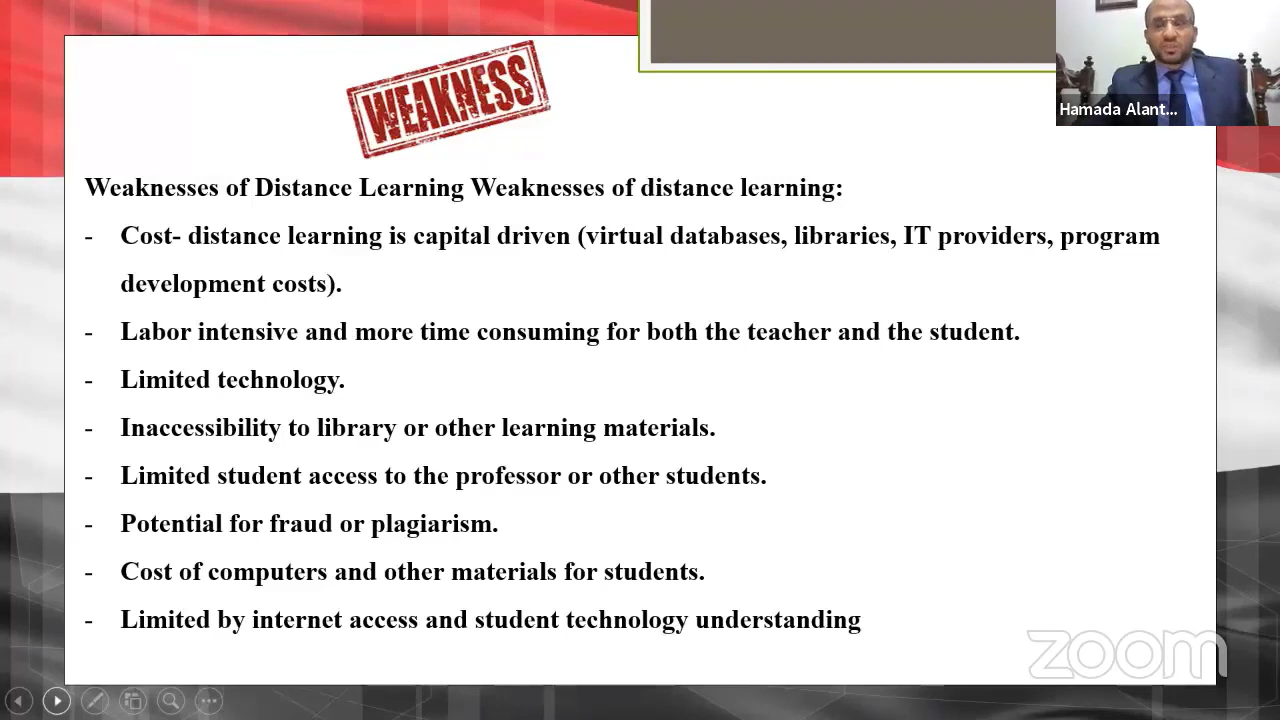 WEAKNESS
Hamada Alant...
Weaknesses of Distance Learning Weaknesses of distance learning:
- Cost- distance learning is capital driven (virtual databases, libraries, IT providers, program
development costs).
- Labor intensive and more time consuming for both the teacher and the student.
- Limited technology.
- Inaccessibility to library or other learning materials.
- Limited student access to the professor or other students.
- Potential for fraud or plagiarism.
- Cost of computers and other materials for students.
- Limited by internet access and student technology understanding
zoom